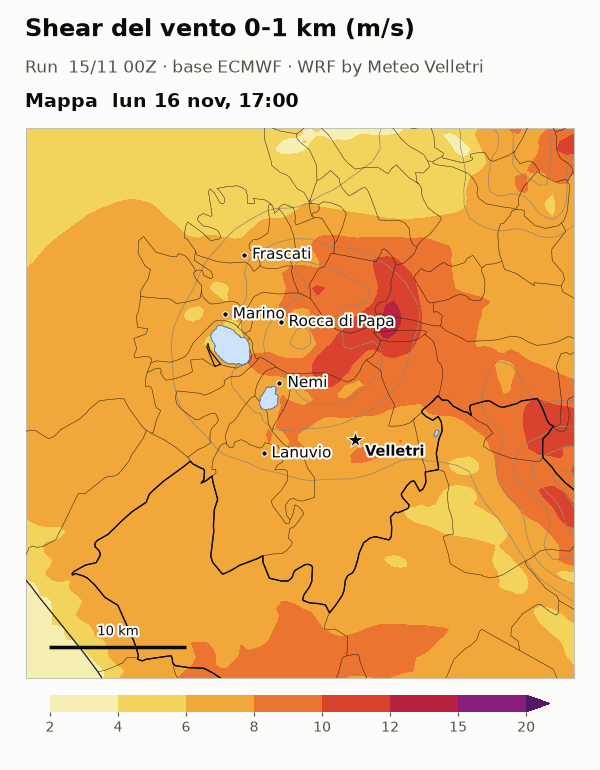 Shear del vento 0-1 km (m/s)
Run  15/11 00Z · base ECMWF · WRF by Meteo Velletri
Mappa  lun 16 nov, 17:00
Frascati
Marino
Rocca di Papa
Nemi
Velletri
Lanuvio
10 km
2 4 6 8 10 12 15 20